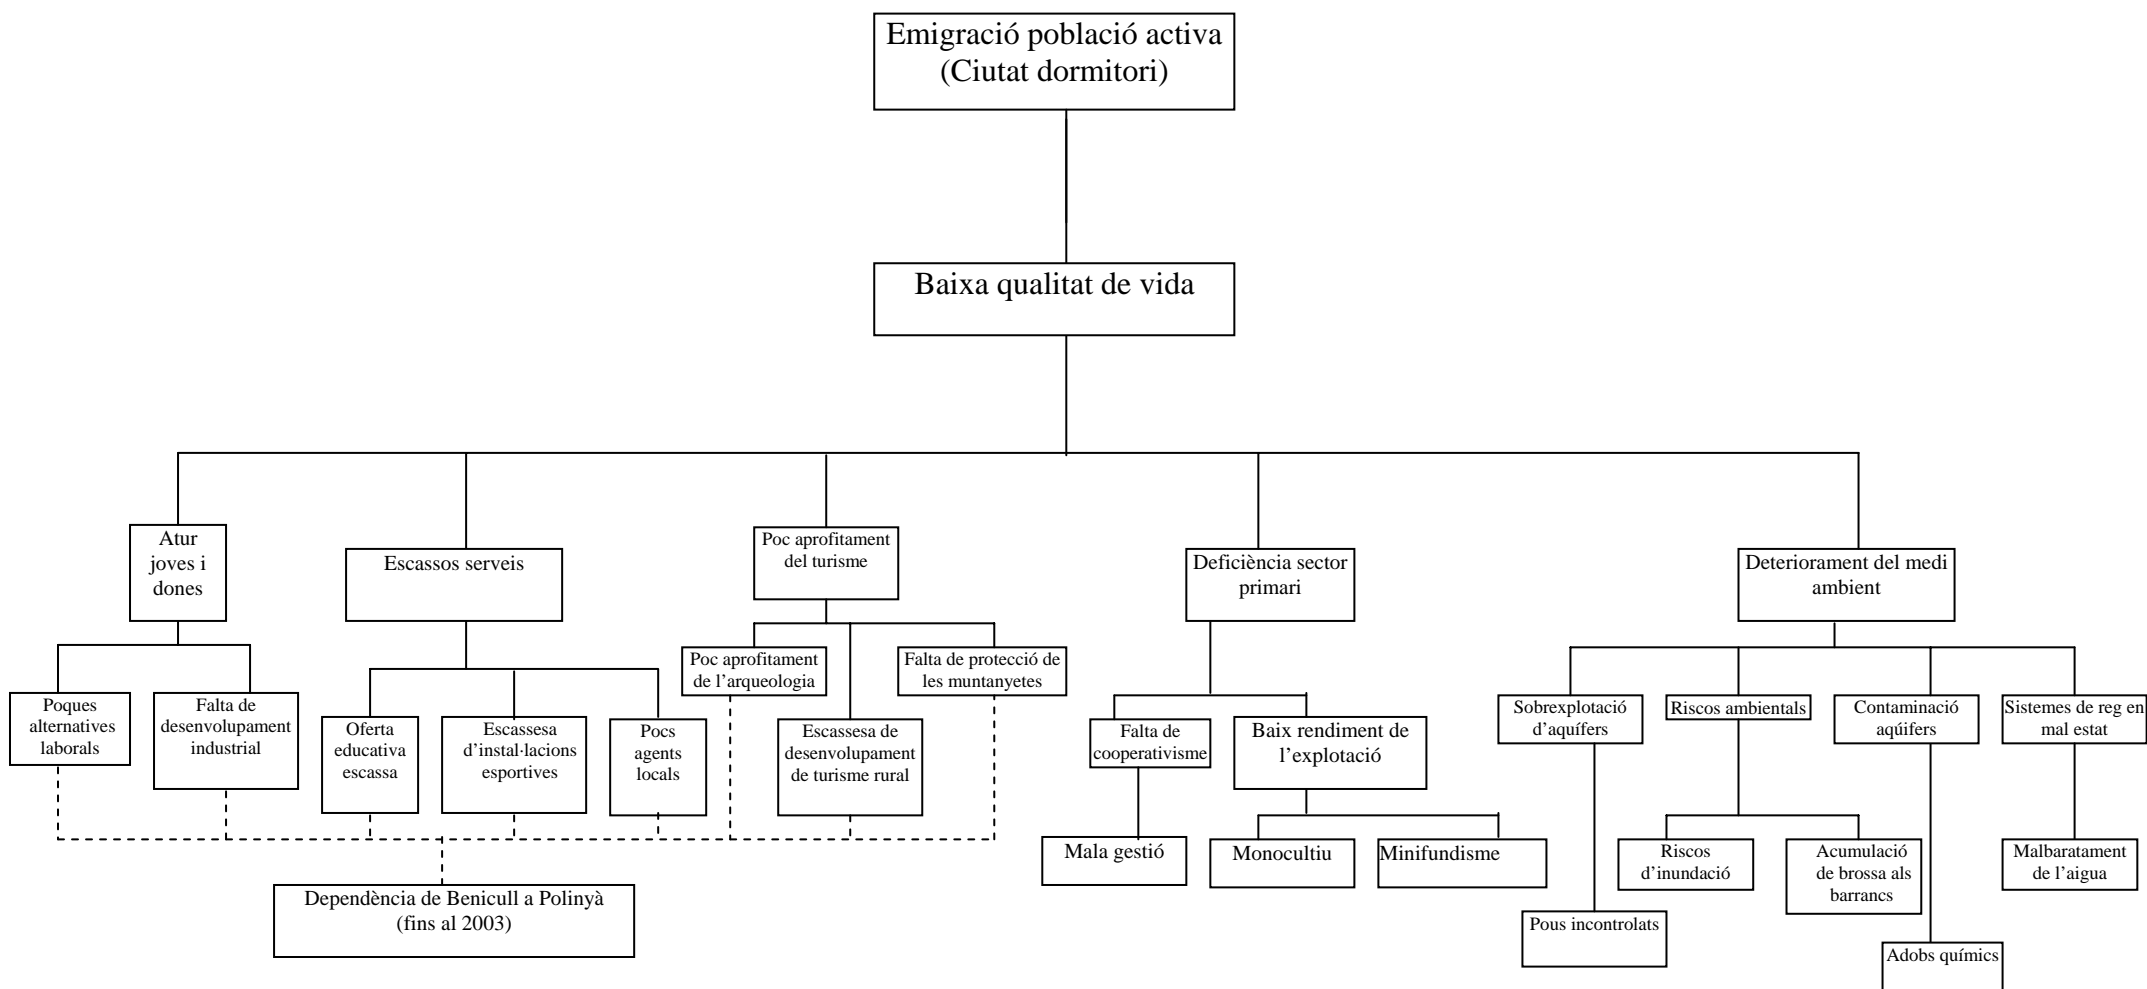 Emigració població activa
(Ciutat dormitori)
Baixa qualitat de vida
Atur
joves i
dones
Escassos serveis
Poc aprofitament
del turisme
Deficiència sector
primari
Deteriorament del medi
ambient
Poques
alternatives
laborals
Falta de
desenvolupament
industrial
Oferta
educativa
escassa
Escassesa
d’instal·lacions
esportives
Pocs
agents
locals
Poc aprofitament
de l’arqueologia
Escassesa de
desenvolupament
de turisme rural
Falta de protecció de
les muntanyetes
Falta de
cooperativisme
Baix rendiment de
l’explotació
Sobrexplotació
d’aquífers
Riscos ambientals
Contaminació
aqúifers
Sistemes de reg en
mal estat
Mala gestió
Monocultiu
Minifundisme
Riscos
d’inundació
Acumulació
de brossa als
barrancs
Malbaratament
de l’aigua
Dependència de Benicull a Polinyà
(fins al 2003)
Pous incontrolats
Adobs químics